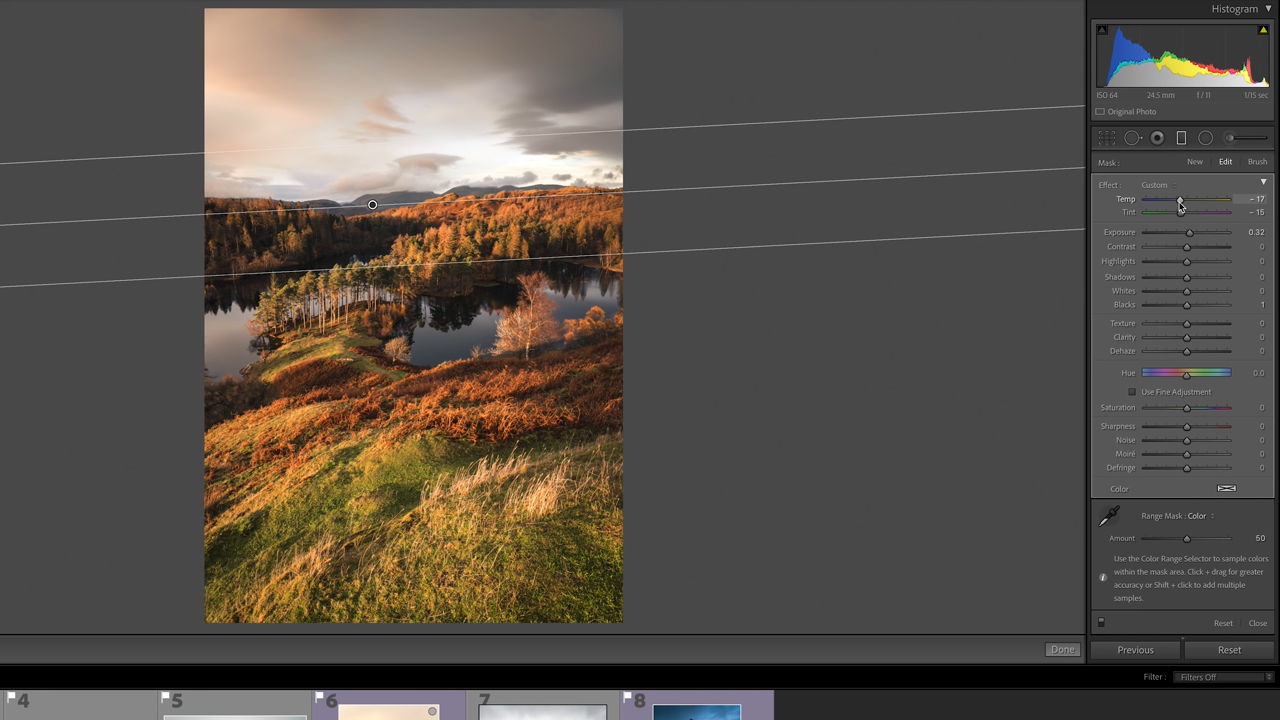 Histogram
ISO 64 24.5 mm f / 11 1/15 sec
Original Photo
Mask : New Edit Brush
Effect : Custom
Temp – 17
Tint – 15
Exposure 0.32
Contrast 0
Highlights 0
Shadows 0
Whites 0
Blacks 1
Texture 0
Clarity 0
Dehaze 0
Hue 0.0
Use Fine Adjustment
Saturation 0
Sharpness 0
Noise 0
Moiré 0
Defringe 0
Color
Range Mask : Color
Amount 50
Use the Color Range Selector to sample colors
within the mask area. Click + drag for greater
accuracy or Shift + click to add multiple
samples.
Reset Close
Done
Previous Reset
Filter : Filters Off
4 5 6 7 8